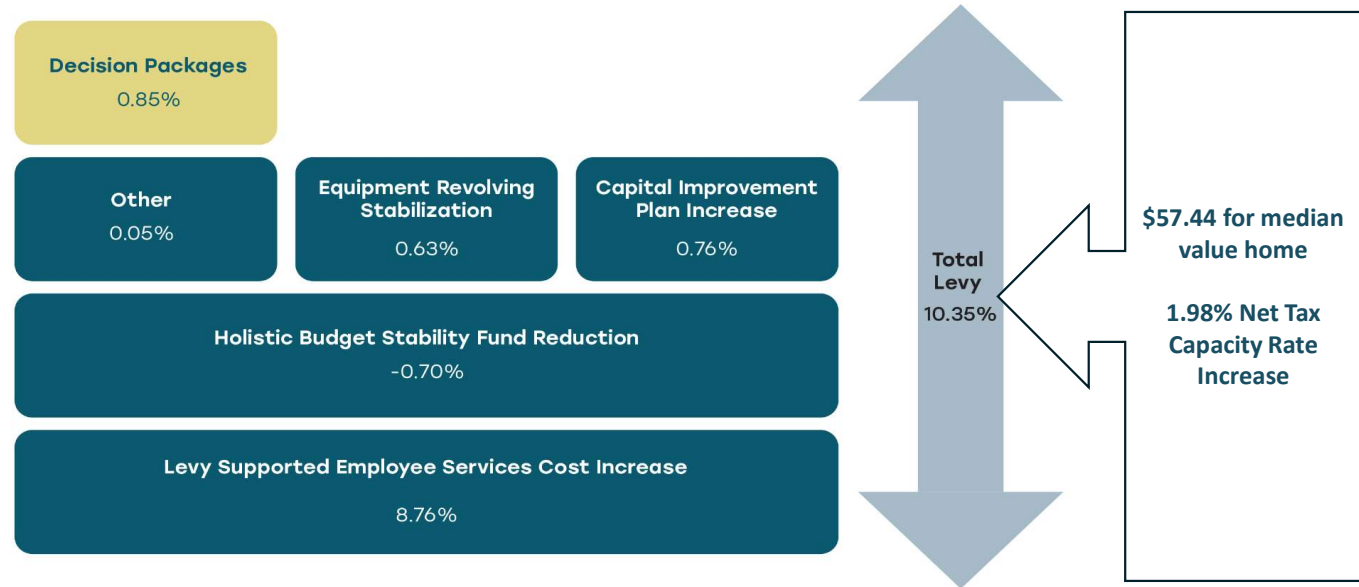 Decision Packages
0.85%
Other
0.05%
Equipment Revolving
Stabilization
0.63%
Capital Improvement
Plan Increase
0.76%
Holistic Budget Stability Fund Reduction
-0.70%
Levy Supported Employee Services Cost Increase
8.76%
Total
Levy
10.35%
$57.44 for median
value home
1.98% Net Tax
Capacity Rate
Increase